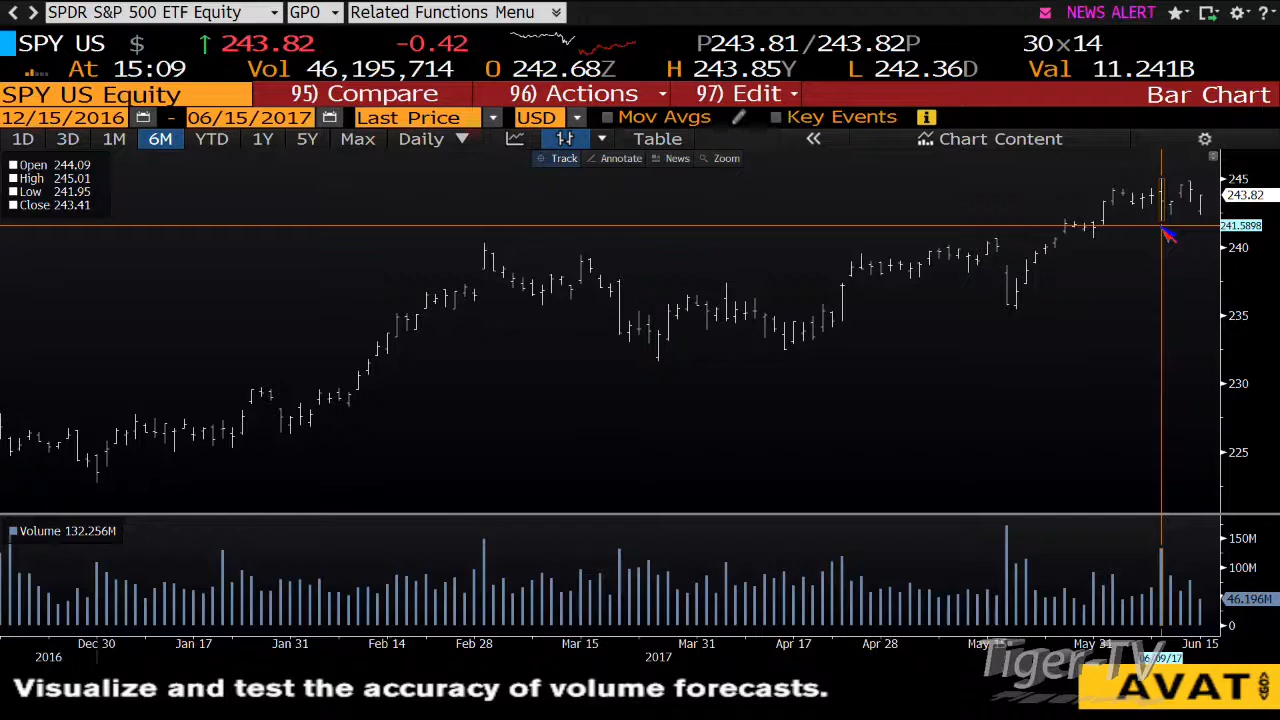 SPDR S&P 500 ETF Equity GPO Related Functions Menu NEWS ALERT ?
SPY US $ ↑ 243.82 -0.42 P243.81/243.82P 30x14
At 15:09 Vol 46,195,714 O 242.68Z H 243.85Y L 242.36D Val 11.241B
SPY US Equity 95) Compare 96) Actions 97) Edit Bar Chart
12/15/2016 - 06/15/2017 Last Price USD Mov Avgs Key Events
1D 3D 1M 6M YTD 1Y 5Y Max Daily Table « Chart Content
Track Annotate News Zoom
Open 244.09
High 245.01
Low 241.95
Close 243.41
245
243.82
241.5898
240
235
230
225
Volume 132.256M
150M
100M
46.196M
0
Dec 30 Jan 17 Jan 31 Feb 14 Feb 28 Mar 15 Mar 31 Apr 17 Apr 28 May 15 May 31 Jun 15
2016 2017 06/09/17
Tiger-TV
Visualize and test the accuracy of volume forecasts.
AVAT GO